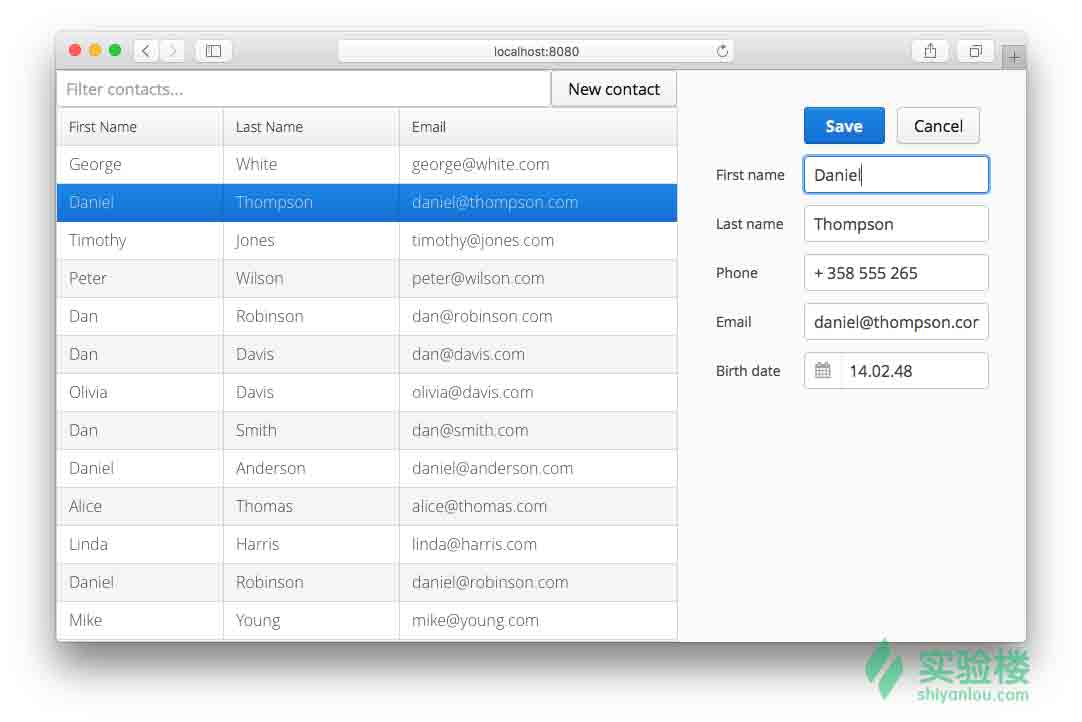 localhost:8080
Filter contacts...
New contact
First Name Last Name Email
George White george@white.com
Daniel Thompson daniel@thompson.com
Timothy Jones timothy@jones.com
Peter Wilson peter@wilson.com
Dan Robinson dan@robinson.com
Dan Davis dan@davis.com
Olivia Davis olivia@davis.com
Dan Smith dan@smith.com
Daniel Anderson daniel@anderson.com
Alice Thomas alice@thomas.com
Linda Harris linda@harris.com
Daniel Robinson daniel@robinson.com
Mike Young mike@young.com
Save Cancel
First name Daniel
Last name Thompson
Phone + 358 555 265
Email daniel@thompson.cor
Birth date 14.02.48
实验楼
shiyanlou.com